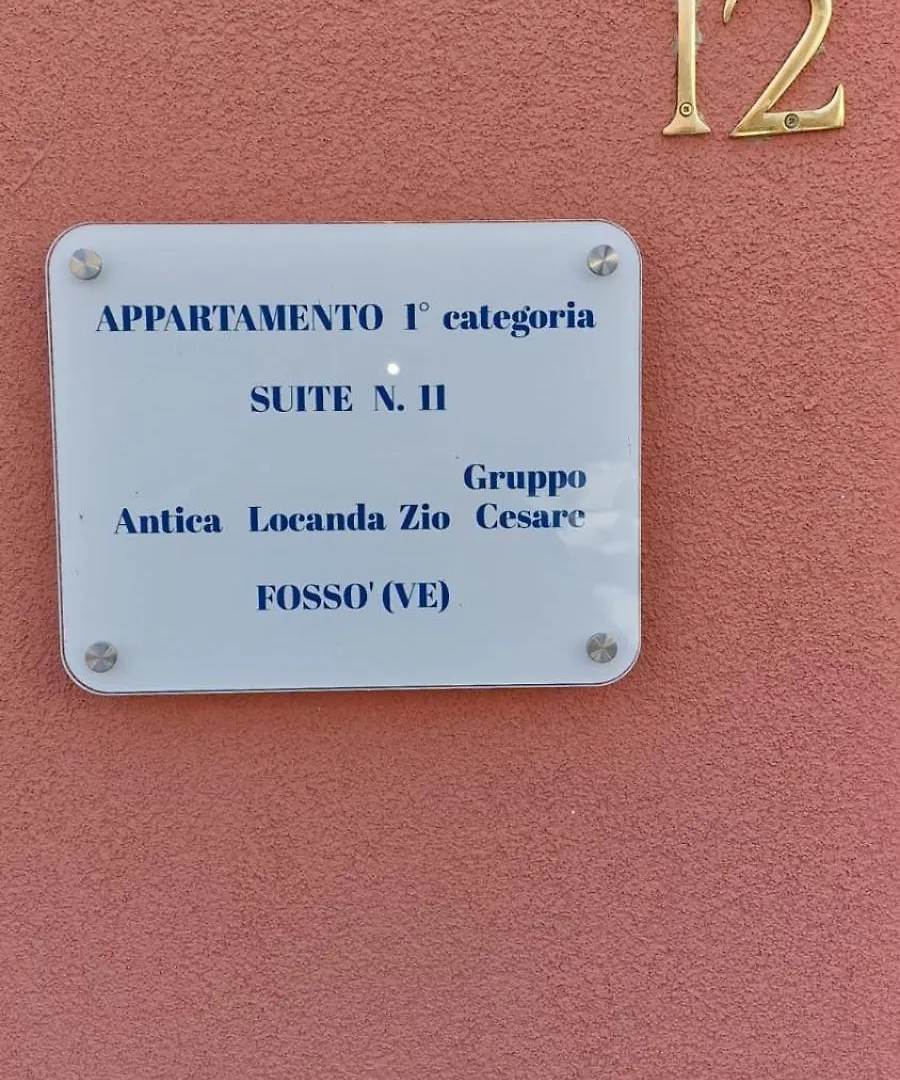 12
APPARTAMENTO 1° categoria
SUITE N. 11
Gruppo
Antica Locanda Zio Cesare
FOSSO' (VE)